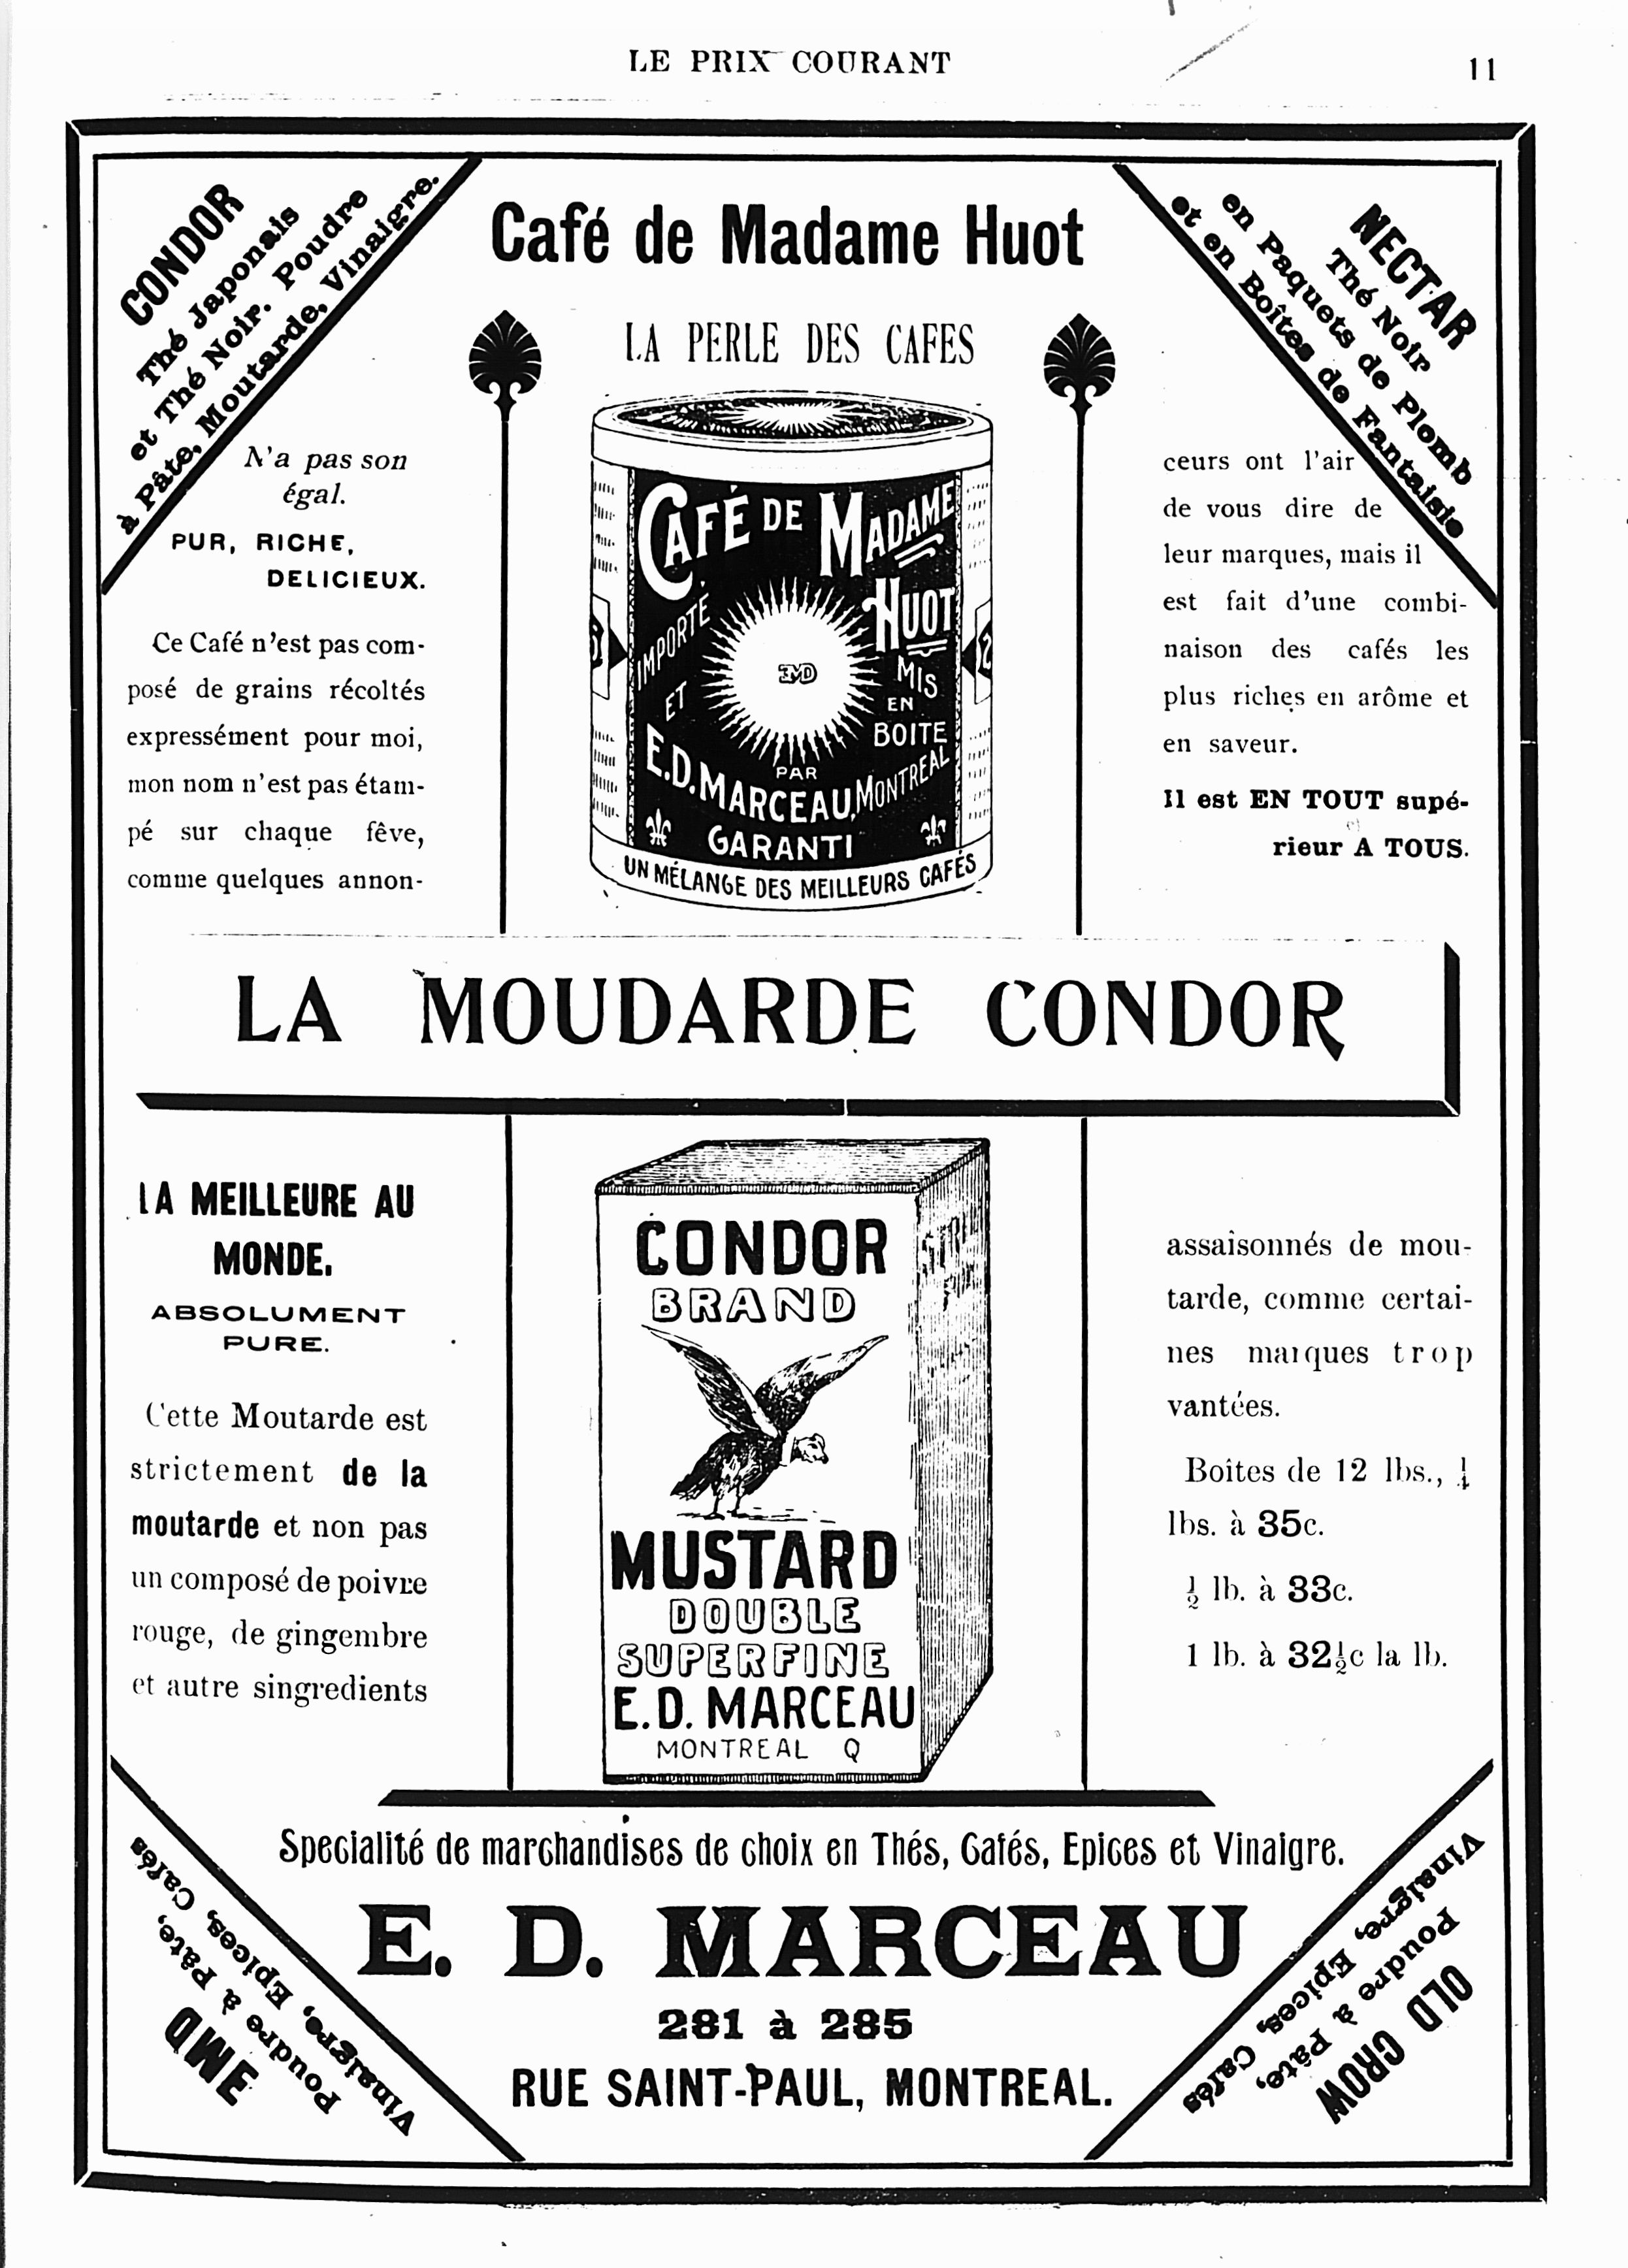 LE PRIX COURANT
11
CONDOR
Thé Japonais
et Thé Noir. Poudre
à Pâte, Moutarde, Vinaigre.
Café de Madame Huot
LA PERLE DES CAFES
NECTAR
Thé Noir
en Paquets de Plomb
et en Boîtes de Fantaisie
N'a pas son
égal.
PUR, RICHE,
DELICIEUX.
Ce Café n'est pas com-
posé de grains récoltés
expressément pour moi,
mon nom n'est pas étam-
pé sur chaque fêve,
comme quelques annon-
CAFÉ DE MADAME
HUOT
IMPORTÉ
ET
EMD
MIS
EN
BOITE
PAR
E.D. MARCEAU, MONTREAL
GARANTI
UN MÉLANGE DES MEILLEURS CAFÉS
ceurs ont l'air
de vous dire de
leur marques, mais il
est fait d'une combi-
naison des cafés les
plus riches en arôme et
en saveur.
Il est EN TOUT supé-
rieur A TOUS.
LA MOUDARDE CONDOR
LA MEILLEURE AU
MONDE.
ABSOLUMENT
PURE.
Cette Moutarde est
strictement de la
moutarde et non pas
un composé de poivre
rouge, de gingembre
et autre singredients
CONDOR
BRAND
MUSTARD
DOUBLE
SUPERFINE
E.D. MARCEAU
MONTREAL Q
assaisonnés de mou-
tarde, comme certai-
nes marques trop
vantées.
Boites de 12 lbs., ¼
lbs. à 35c.
½ lb. à 33c.
1 lb. à 32½c la lb.
Specialité de marchandises de choix en Thés, Cafés, Epices et Vinaigre.
E. D. MARCEAU
281 à 285
RUE SAINT-PAUL, MONTREAL.
EMD
Poudre à Pâte,
Vinaigre, Epices, Cafés
OLD CROW
Poudre à Pâte,
Vinaigre, Epices, Cafés